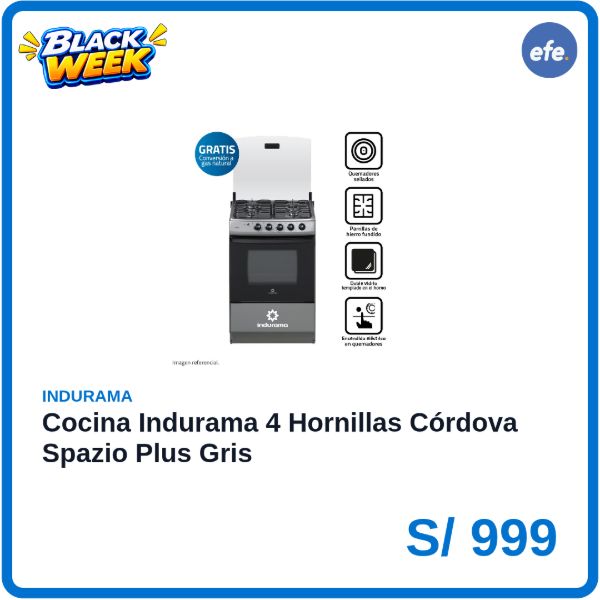 BLACK
WEEK
efe.
GRATIS
Conversión a
gas natural
Quemadores
sellados
Parrillas de
hierro fundido
Doble vidrio
templado en el horno
Encendido eléctrico
en quemadores
indurama
Imagen referencial.
INDURAMA
Cocina Indurama 4 Hornillas Córdova
Spazio Plus Gris
S/ 999